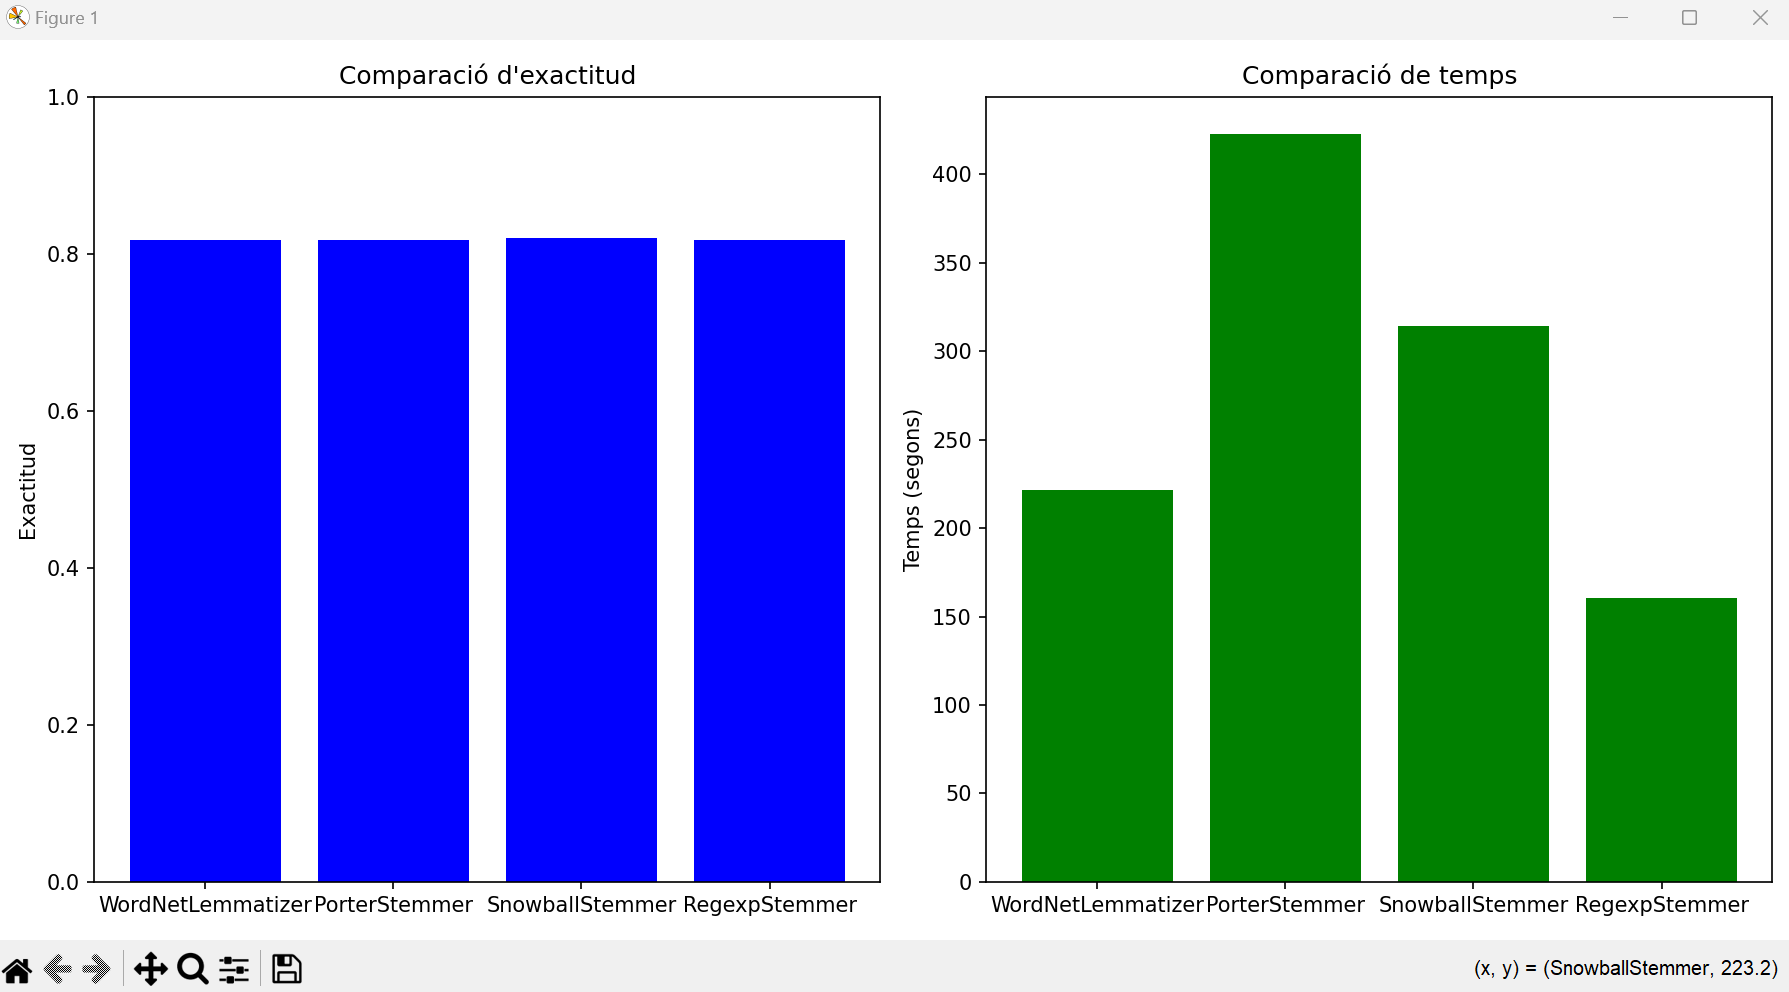 Figure 1
Comparació d'exactitud
Exactitud
1.0
0.8
0.6
0.4
0.2
0.0
WordNetLemmatizer PorterStemmer SnowballStemmer RegexpStemmer
Comparació de temps
Temps (segons)
400
350
300
250
200
150
100
50
0
WordNetLemmatizer PorterStemmer SnowballStemmer RegexpStemmer
(x, y) = (SnowballStemmer, 223.2)